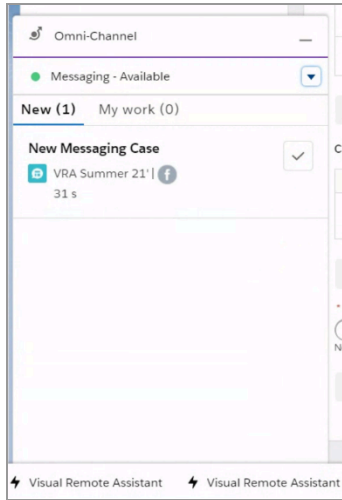 Omni-Channel
Messaging - Available
New (1) My work (0)
New Messaging Case
VRA Summer 21' |
31 s
Visual Remote Assistant Visual Remote Assistant